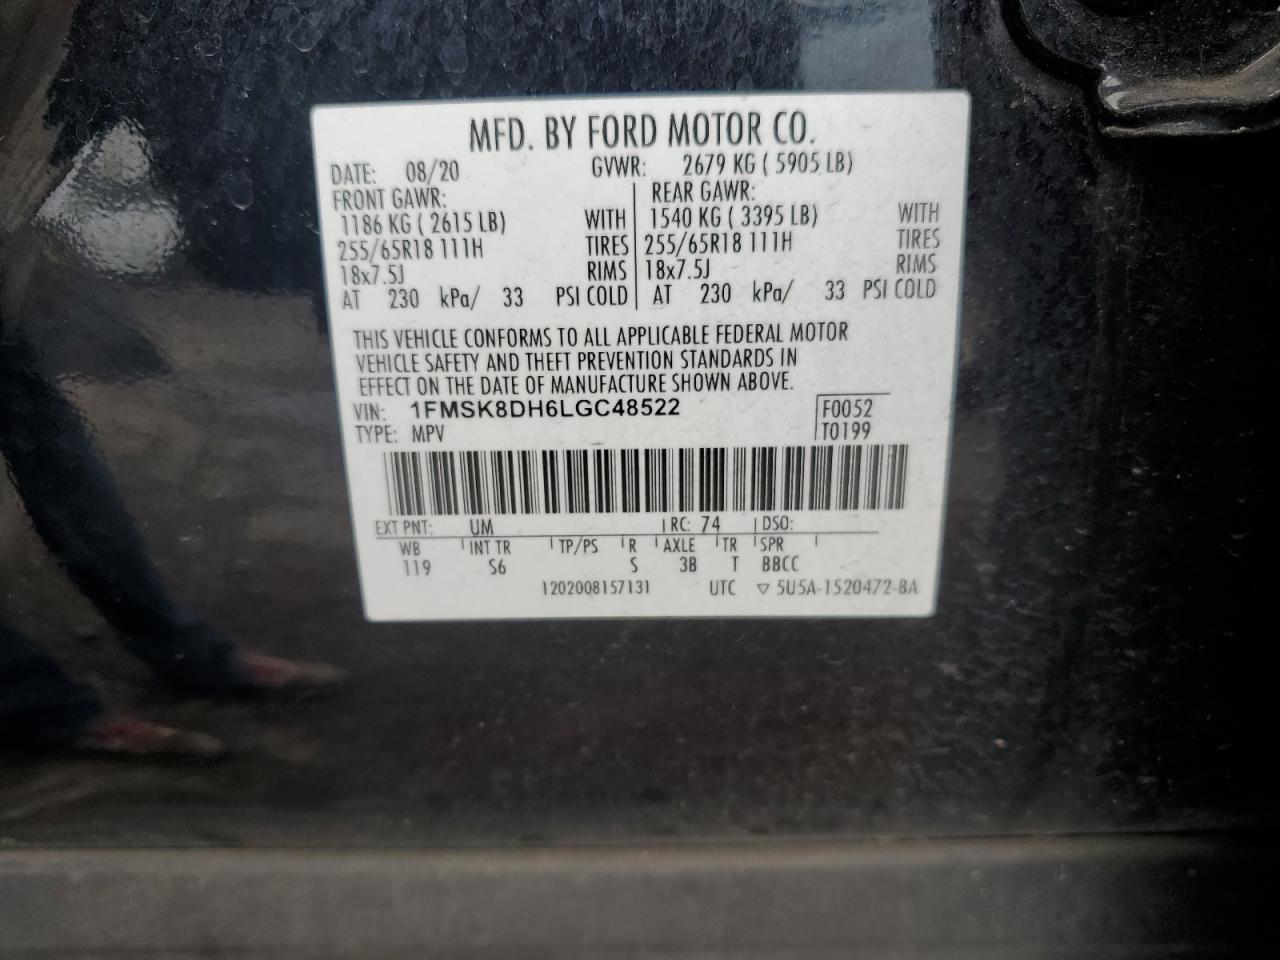 MFD. BY FORD MOTOR CO.
DATE: 08/20 GVWR: 2679 KG ( 5905 LB)
FRONT GAWR: REAR GAWR:
1186 KG ( 2615 LB) WITH 1540 KG ( 3395 LB) WITH
255/65R18 111H TIRES 255/65R18 111H TIRES
18x7.5J RIMS 18x7.5J RIMS
AT 230 kPa/ 33 PSI COLD AT 230 kPa/ 33 PSI COLD
THIS VEHICLE CONFORMS TO ALL APPLICABLE FEDERAL MOTOR
VEHICLE SAFETY AND THEFT PREVENTION STANDARDS IN
EFFECT ON THE DATE OF MANUFACTURE SHOWN ABOVE.
VIN: 1FMSK8DH6LGC48522 F0052
TYPE: MPV T0199
EXT PNT: UM RC: 74 DSO:
WB INT TR TP/PS R AXLE TR SPR
119 S6 S 3B T BBCC
1202008157131 UTC ▽ 5U5A-1520472-BA